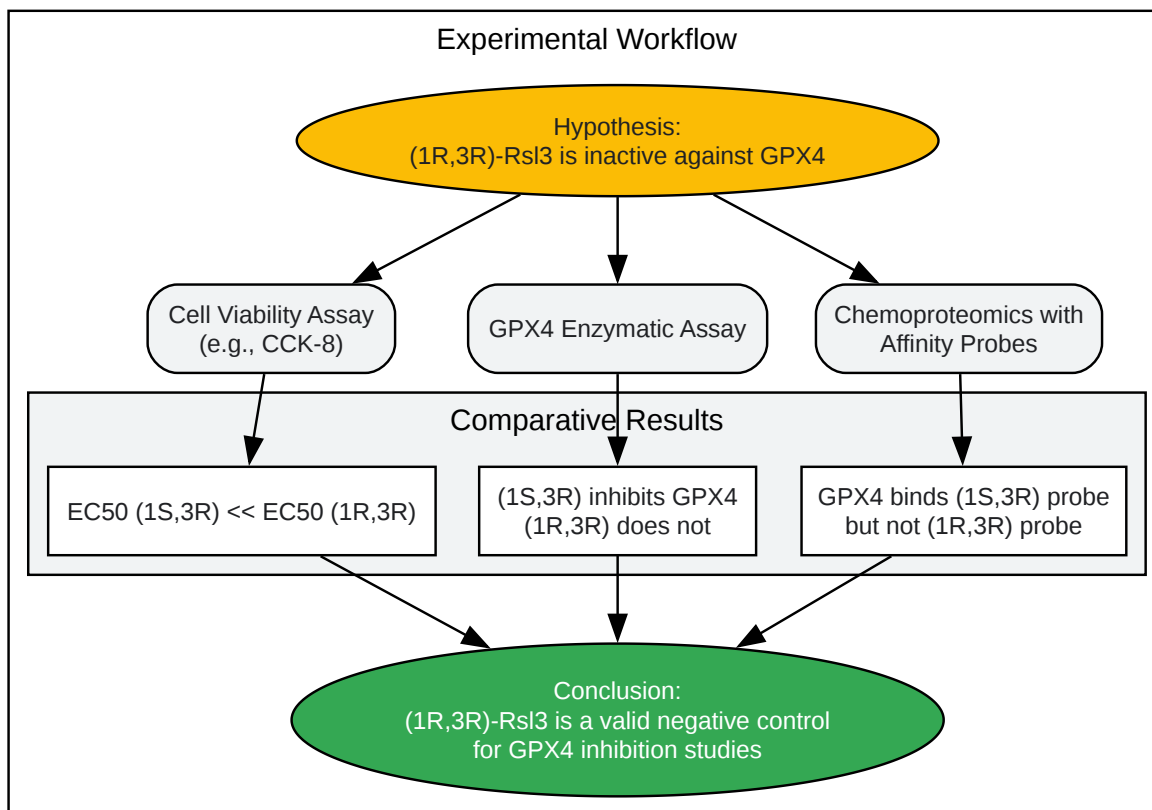 Experimental Workflow
Hypothesis:
(1R,3R)-Rsl3 is inactive against GPX4
Cell Viability Assay
(e.g., CCK-8)
GPX4 Enzymatic Assay
Chemoproteomics with
Affinity Probes
Comparative Results
EC50 (1S,3R) << EC50 (1R,3R)
(1S,3R) inhibits GPX4
(1R,3R) does not
GPX4 binds (1S,3R) probe
but not (1R,3R) probe
Conclusion:
(1R,3R)-Rsl3 is a valid negative control
for GPX4 inhibition studies